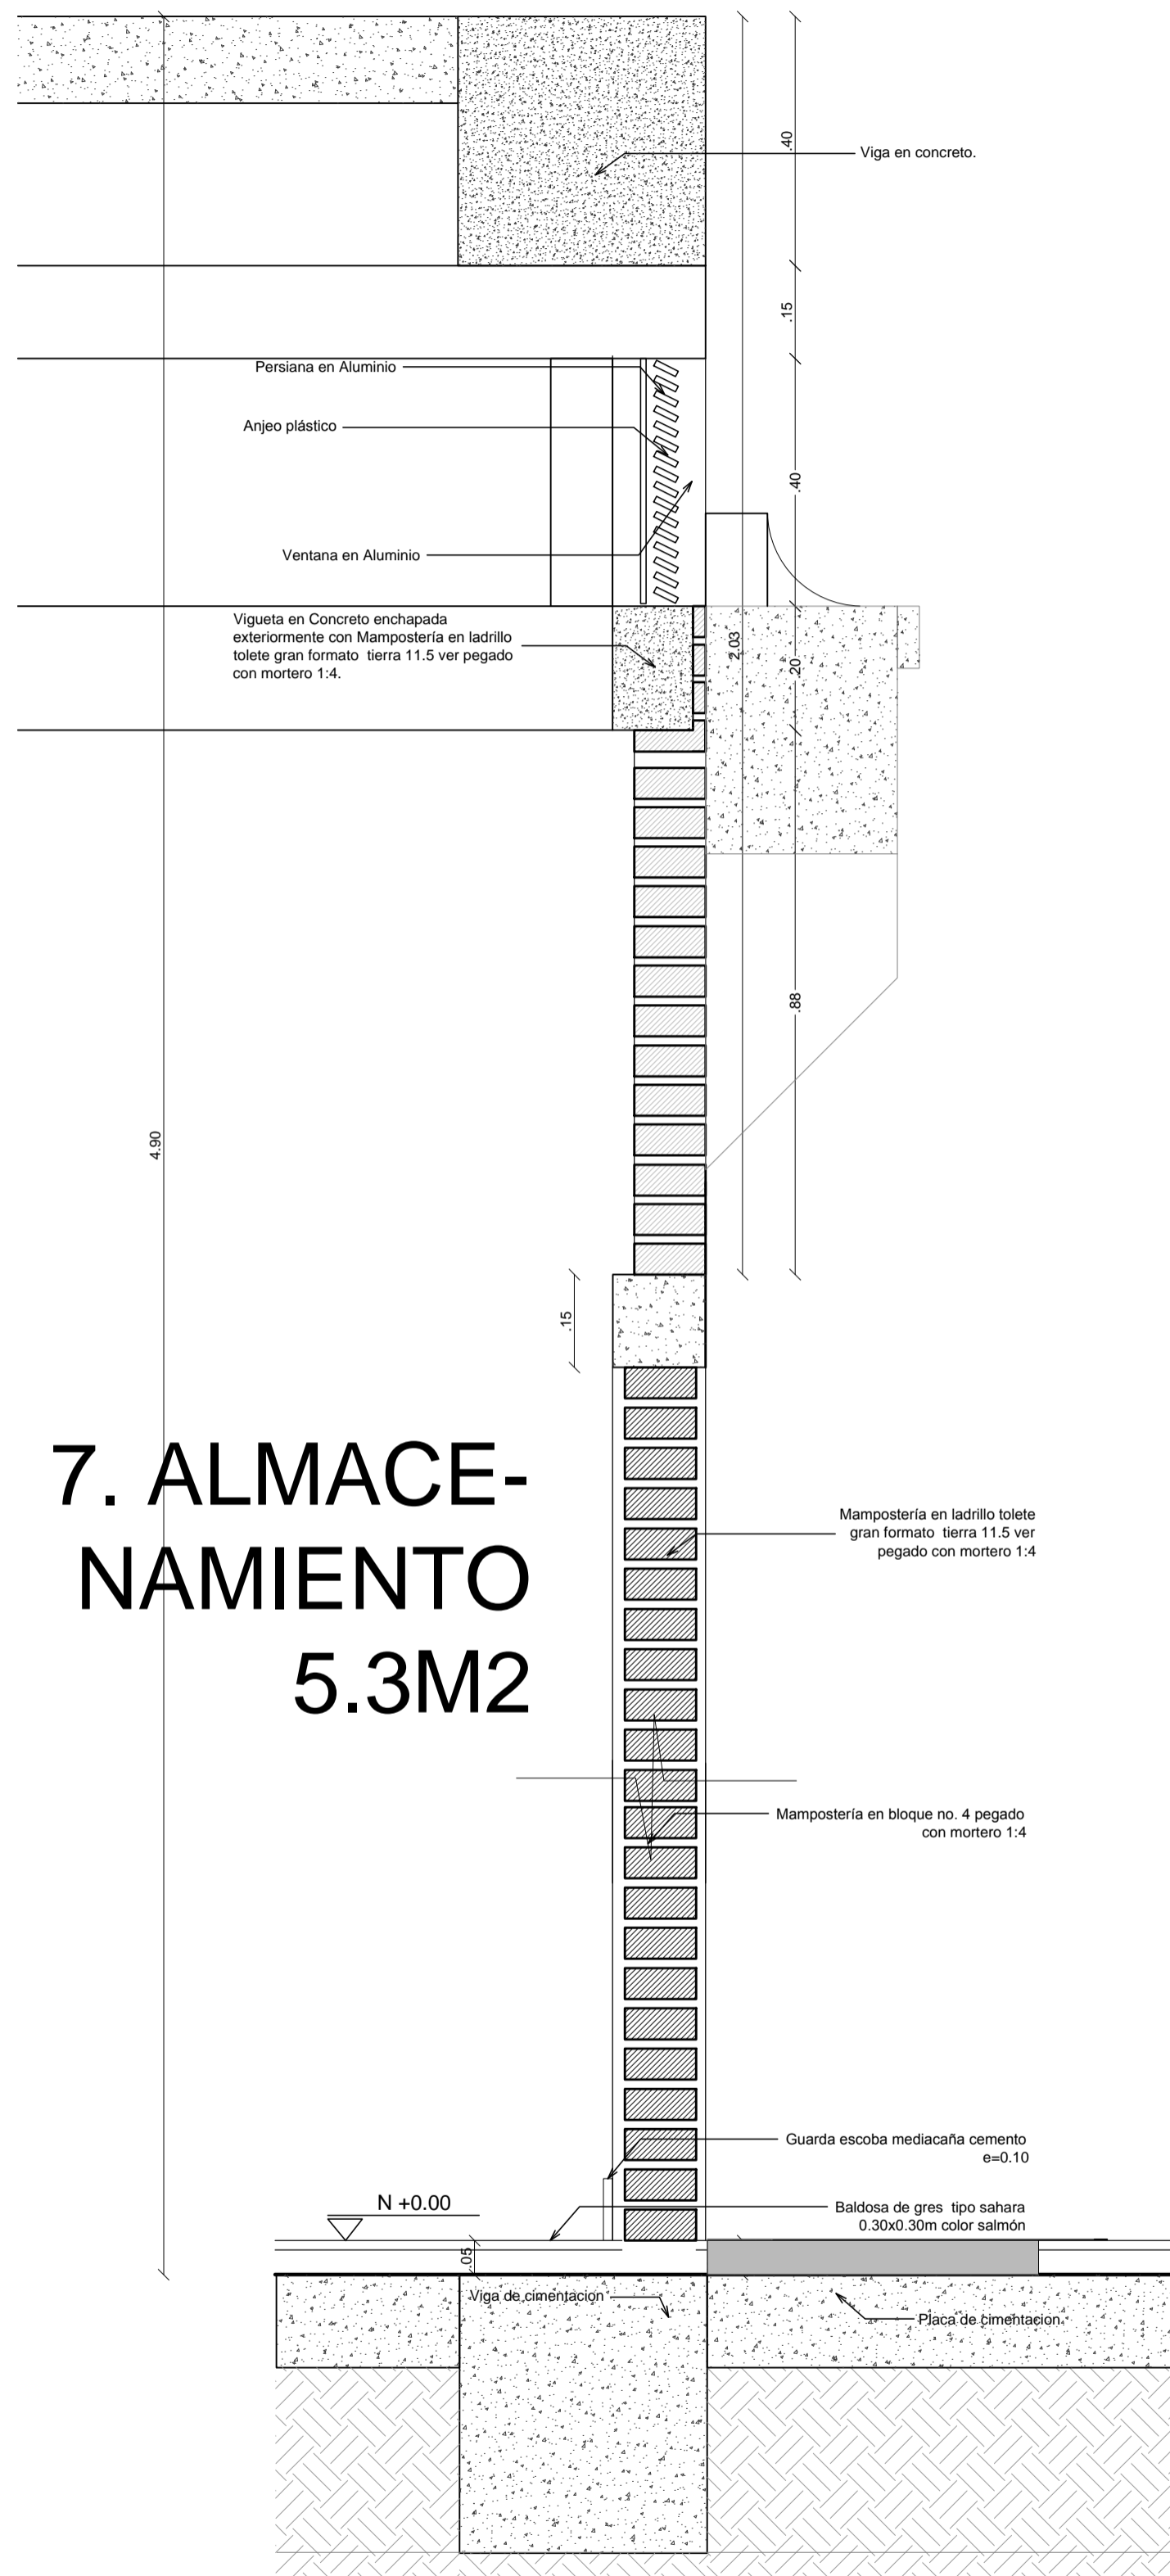 .40
Viga en concreto.
.15
Persiana en Aluminio
Anjeo plástico
.40
Ventana en Aluminio
Vigueta en Concreto enchapada
exteriormente con Mampostería en ladrillo
tolete gran formato tierra 11.5 ver pegado
con mortero 1:4.
2.03
.20
.88
4.90
.15
7. ALMACE-
NAMIENTO
5.3M2
Mampostería en ladrillo tolete
gran formato tierra 11.5 ver
pegado con mortero 1:4
Mampostería en bloque no. 4 pegado
con mortero 1:4
Guarda escoba mediacaña cemento
e=0.10
N +0.00
Baldosa de gres tipo sahara
0.30x0.30m color salmón
.05
Viga de cimentacion
Placa de cimentacion.